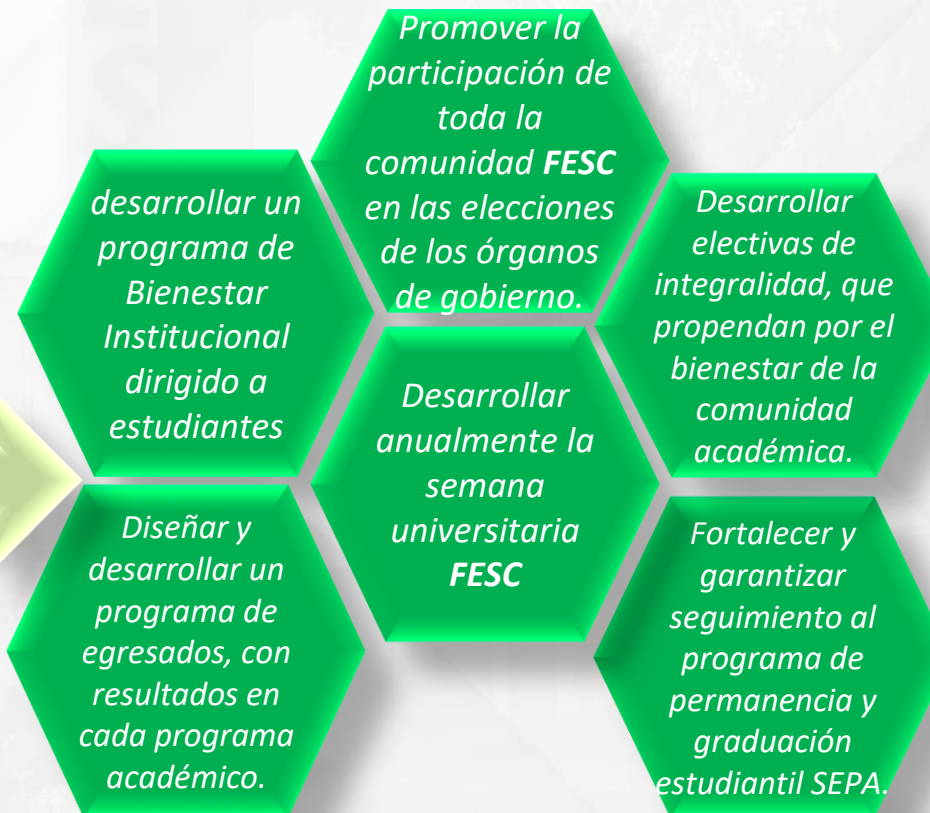 Promover la
participación de
toda la
comunidad FESC
en las elecciones
de los órganos
de gobierno.
desarrollar un
programa de
Bienestar
Institucional
dirigido a
estudiantes
Desarrollar
electivas de
integralidad, que
propendan por el
bienestar de la
comunidad
académica.
Desarrollar
anualmente la
semana
universitaria
FESC
Diseñar y
desarrollar un
programa de
egresados, con
resultados en
cada programa
académico.
Fortalecer y
garantizar
seguimiento al
programa de
permanencia y
graduación
estudiantil SEPA.